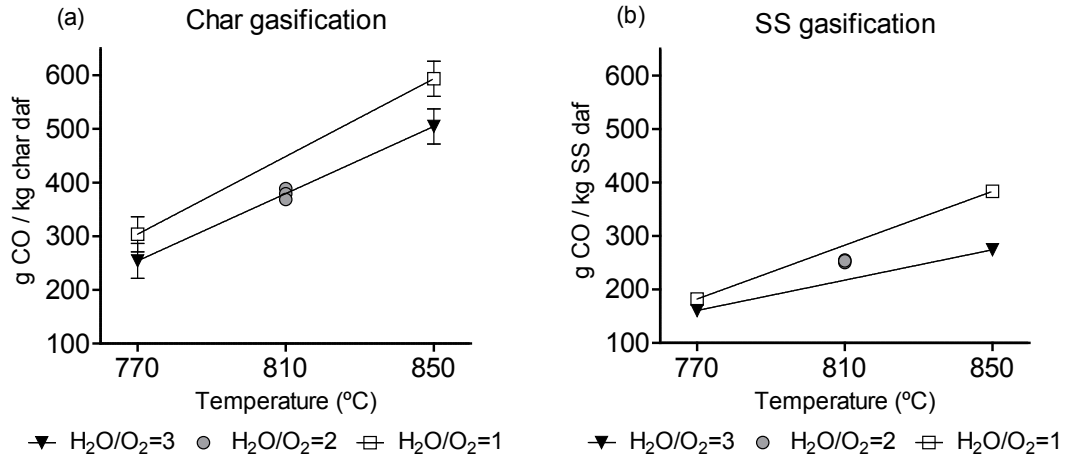 (a)
Char gasification
g CO / kg char daf
600
500
400
300
200
100
770 810 850
Temperature (ºC)
H₂O/O₂=3 H₂O/O₂=2 H₂O/O₂=1
(b)
SS gasification
g CO / kg SS daf
600
500
400
300
200
100
770 810 850
Temperature (ºC)
H₂O/O₂=3 H₂O/O₂=2 H₂O/O₂=1